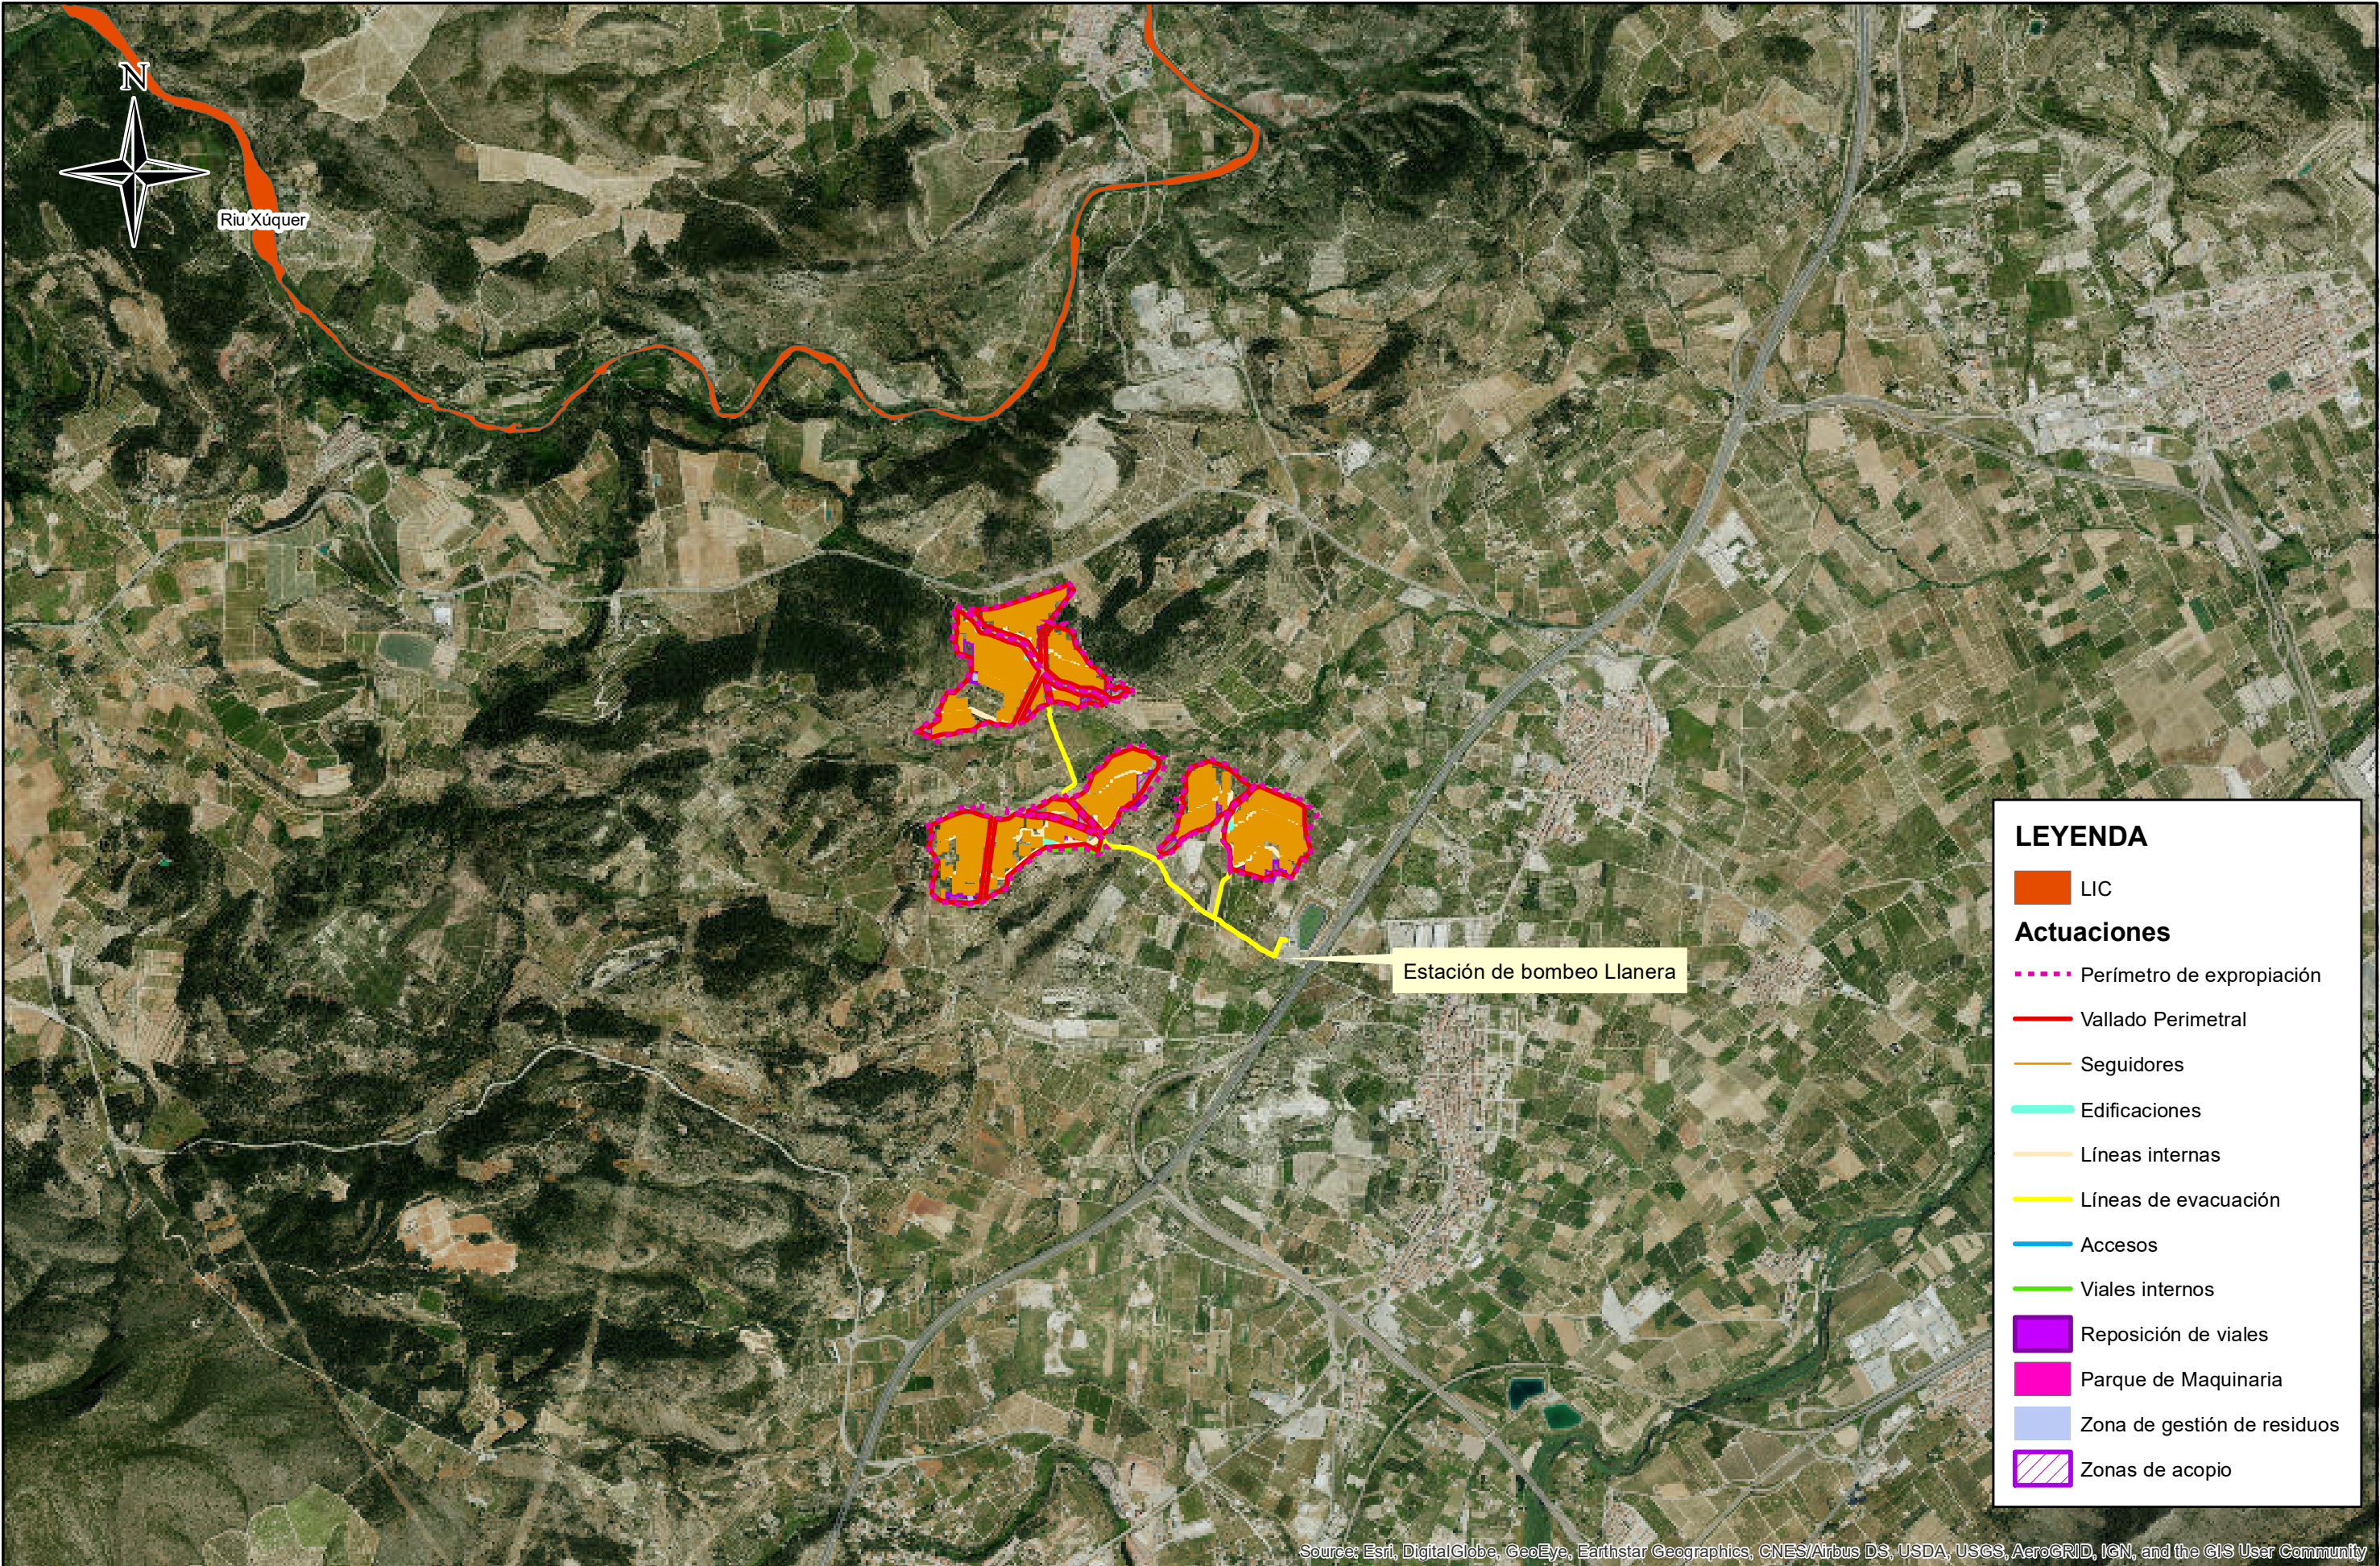 N
Riu Xúquer
Estación de bombeo Llanera
LEYENDA
LIC
Actuaciones
Perímetro de expropiación
Vallado Perimetral
Seguidores
Edificaciones
Líneas internas
Líneas de evacuación
Accesos
Viales internos
Reposición de viales
Parque de Maquinaria
Zona de gestión de residuos
Zonas de acopio
Source: Esri, DigitalGlobe, GeoEye, Earthstar Geographics, CNES/Airbus DS, USDA, USGS, AeroGRID, IGN, and the GIS User Community